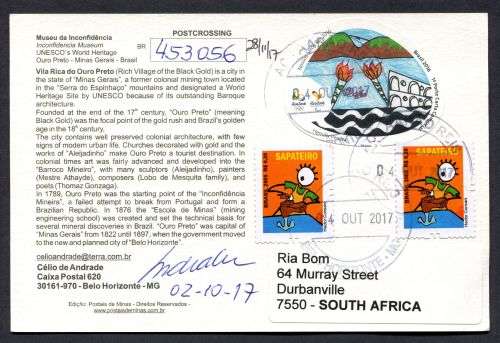 Museu da Inconfidência
Inconfidencia Museum
UNESCO´s World Heritage
Ouro Preto - Minas Gerais - Brasil
POSTCROSSING
BR 453056
28/11/17
Vila Rica do Ouro Preto (Rich Village of the Black Gold) is a city in
the state of "Minas Gerais", a former colonial mining town located
in the "Serra do Espinhaço" mountains and designated a World
Heritage Site by UNESCO because of its outstanding Baroque
architecture.
Founded at the end of the 17th century, "Ouro Preto" (meaning
Black Gold) was the focal point of the gold rush and Brazil's golden
age in the 18th century.
The city contains well preserved colonial architecture, with few
signs of modern urban life. Churches decorated with gold and the
works of "Alejadinho" make Ouro Preto a tourist destination. In
colonial times art was fairly advanced and developed into the
"Barroco Mineiro", with many sculptors (Alejadinho), painters
(Mestre Athayde), composers (Lobo de Mesquita family), and
poets (Thomaz Gonzaga).
In 1789, Ouro Preto was the starting point of the "Inconfidência
Mineira", a failed attempt to break from Portugal and form a
Brazilian Republic. In 1876 the "Escola de Minas" (mining
engineering school) was created and set the technical basis for
several mineral discoveries in Brazil. "Ouro Preto" was capital of
"Minas Gerais" from 1822 until 1897, when the government moved
to the new and planned city of "Belo Horizonte".
celioandrade@terra.com.br
Célio de Andrade
Caixa Postal 620
30161-970 - Belo Horizonte - MG
Andrade
02-10-17
Edição: Postais de Minas - Direitos Reservados -
www.postaisdeminas.com.br
04 OUT 2017
SAPATEIRO
SAPATEIRO
04
4 OUT 2017
Ria Bom
64 Murray Street
Durbanville
7550 - SOUTH AFRICA